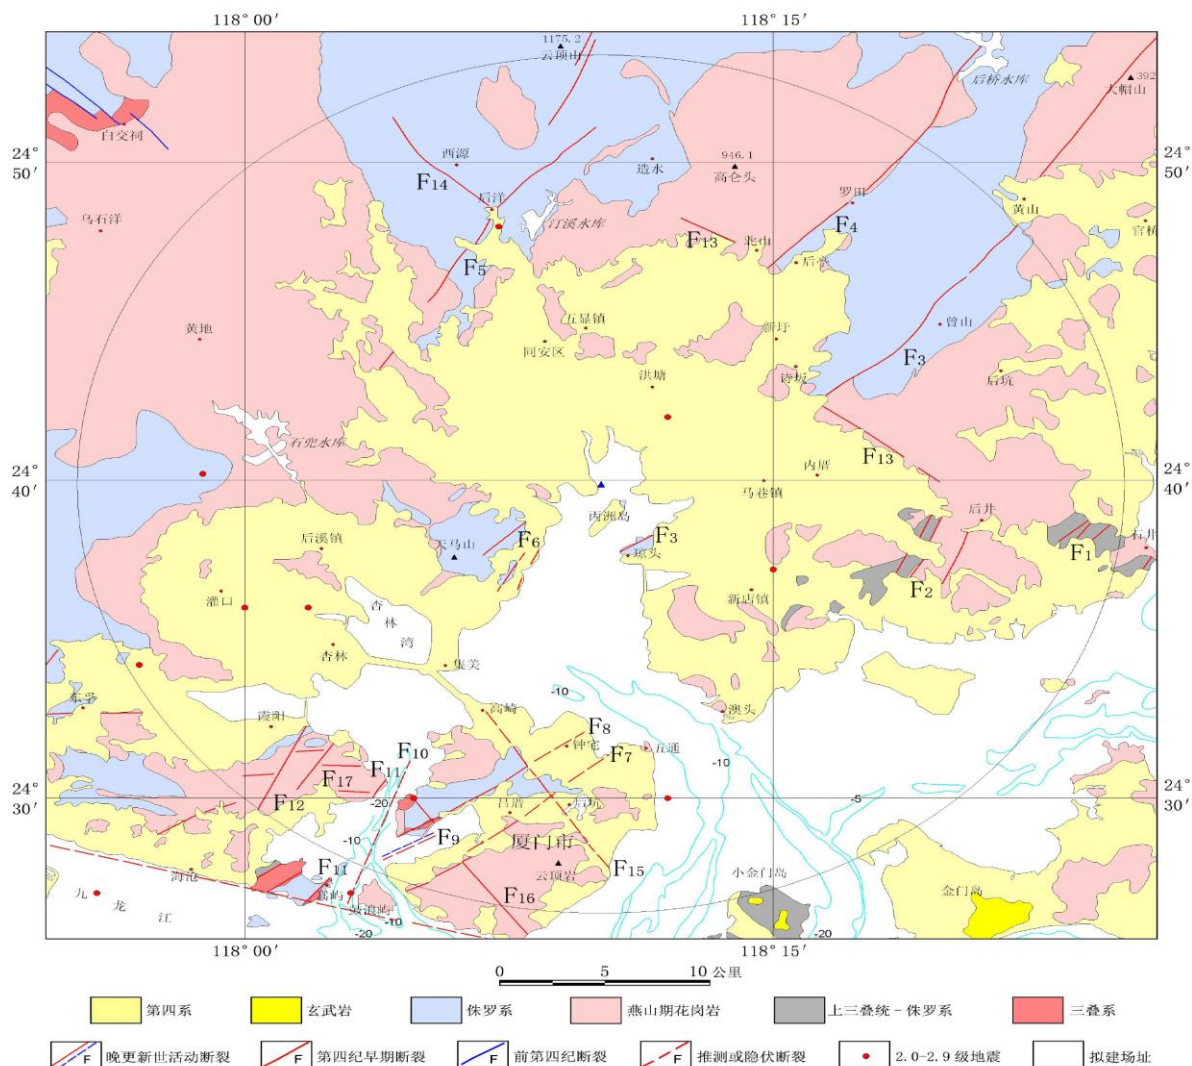 118° 00′ 118° 15′
1175.2
云顶山
后桥水库
392
大帽山
白交祠
24°
50′
西源
造水
946.1
高仑头
24°
50′
F14
后洋
罗田
黄山
乌石洋
汀溪水库
F13
F4
官桥
F5
后亭
黄地
五显镇
新圩
曾山
同安区
F3
洪塘
诗坂
后坑
石兜水库
F13
内厝
24°
40′
马巷镇
24°
40′
丙洲岛
后井
后溪镇
天马山
F6
F3
琼头
F1
石井
灌口
杏
林
湾
新店镇
F2
杏林
集美
-10
东孚
高崎
澳头
霞阳
F8
钟宅
五通
F10
F7
-10
F17
F11
24°
30′
F12
-20
吕厝
后坑
-5
24°
30′
-10
F9
厦门市
海沧
F11
云顶岩
F15
小金门岛
金门岛
九
龙
江
嵩屿
F16
鼓浪屿
-10
-20
-20
118° 00′ 118° 15′
0 5 10 公里
第四系 玄武岩 侏罗系 燕山期花岗岩 上三叠统-侏罗系 三叠系
F 晚更新世活动断裂 F 第四纪早期断裂 F 前第四纪断裂 F 推测或隐伏断裂 2.0-2.9级地震 拟建场址